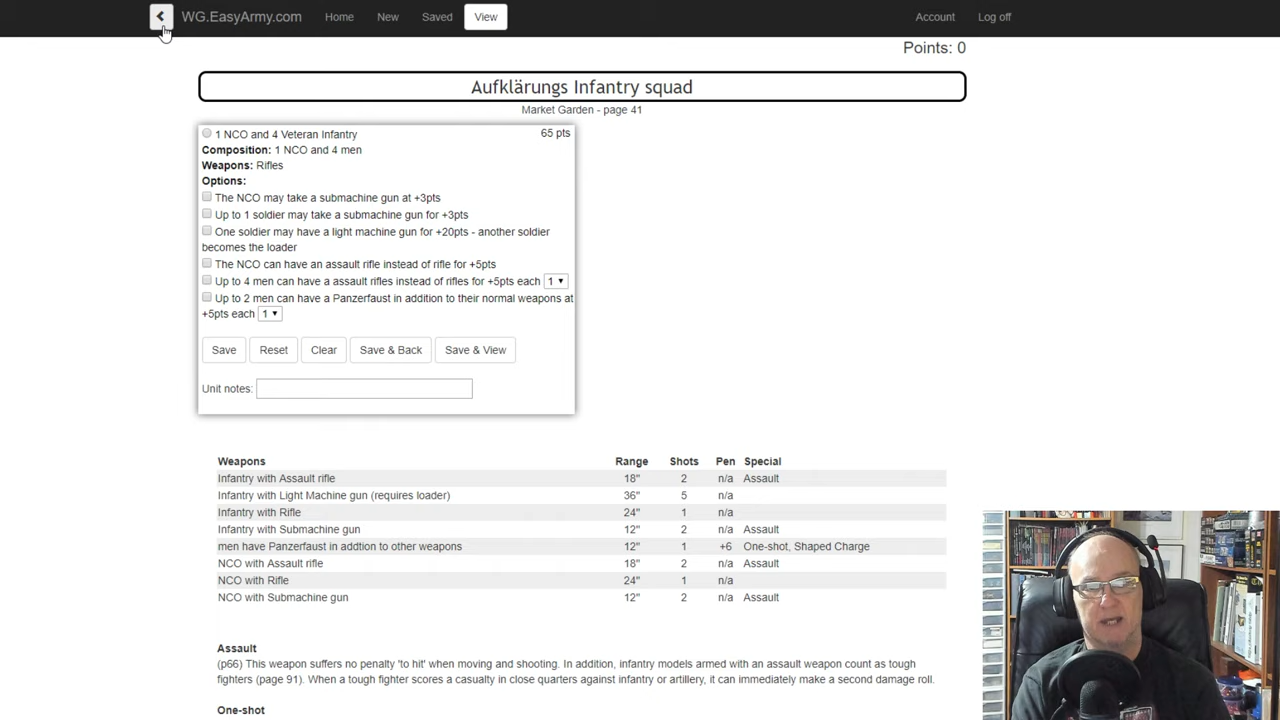 WG.EasyArmy.com Home New Saved View Account Log off
Points: 0
Aufklärungs Infantry squad
Market Garden - page 41
1 NCO and 4 Veteran Infantry 65 pts
Composition: 1 NCO and 4 men
Weapons: Rifles
Options:
The NCO may take a submachine gun at +3pts
Up to 1 soldier may take a submachine gun for +3pts
One soldier may have a light machine gun for +20pts - another soldier
becomes the loader
The NCO can have an assault rifle instead of rifle for +5pts
Up to 4 men can have a assault rifles instead of rifles for +5pts each 1
Up to 2 men can have a Panzerfaust in addition to their normal weapons at
+5pts each 1
Save Reset Clear Save & Back Save & View
Unit notes:
Weapons Range Shots Pen Special
Infantry with Assault rifle 18" 2 n/a Assault
Infantry with Light Machine gun (requires loader) 36" 5 n/a
Infantry with Rifle 24" 1 n/a
Infantry with Submachine gun 12" 2 n/a Assault
men have Panzerfaust in addtion to other weapons 12" 1 +6 One-shot, Shaped Charge
NCO with Assault rifle 18" 2 n/a Assault
NCO with Rifle 24" 1 n/a
NCO with Submachine gun 12" 2 n/a Assault
Assault
(p66) This weapon suffers no penalty 'to hit' when moving and shooting. In addition, infantry models armed with an assault weapon count as tough
fighters (page 91). When a tough fighter scores a casualty in close quarters against infantry or artillery, it can immediately make a second damage roll.
One-shot